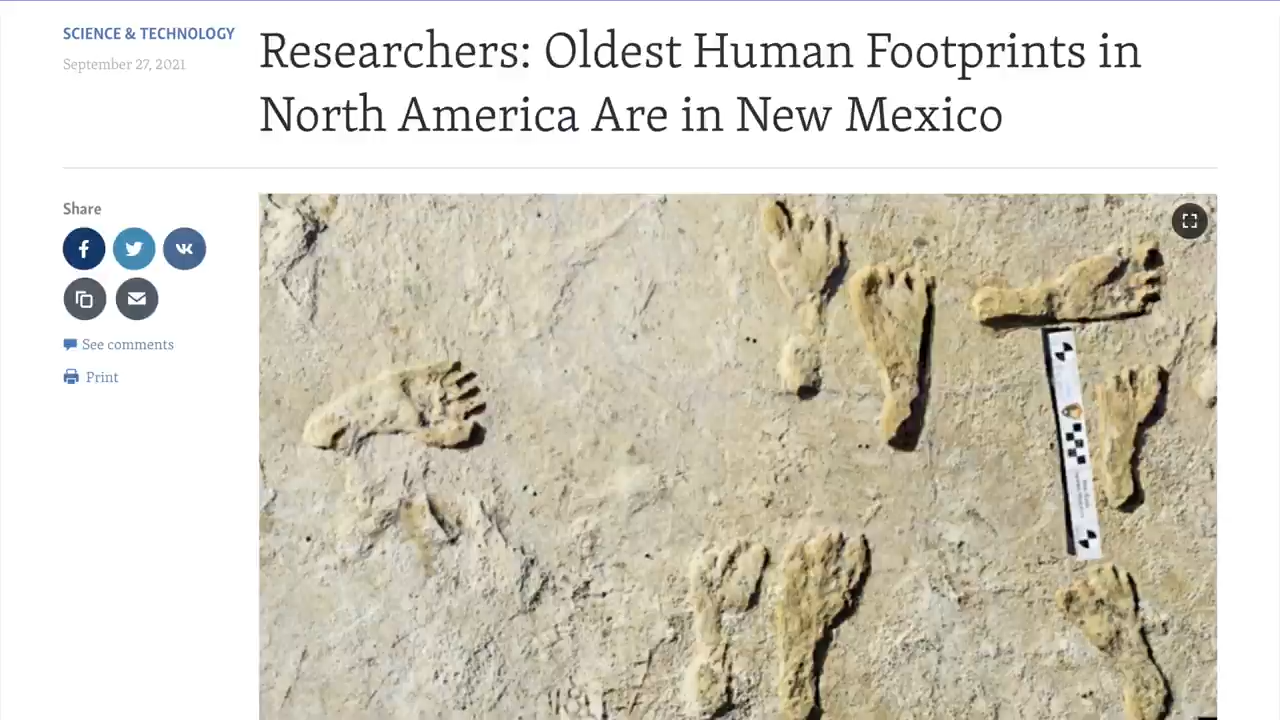 SCIENCE & TECHNOLOGY
September 27, 2021
Researchers: Oldest Human Footprints in
North America Are in New Mexico
Share
See comments
Print